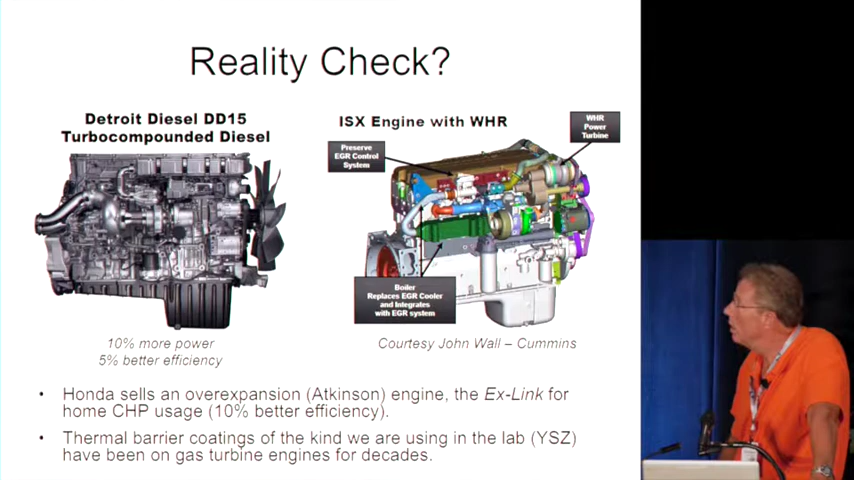 Reality Check?
Detroit Diesel DD15
Turbocompounded Diesel
ISX Engine with WHR
WHR
Power
Turbine
Preserve
EGR Control
System
Boiler
Replaces EGR Cooler
and Integrates
with EGR system
10% more power
5% better efficiency
Courtesy John Wall – Cummins
• Honda sells an overexpansion (Atkinson) engine, the Ex-Link for
home CHP usage (10% better efficiency).
• Thermal barrier coatings of the kind we are using in the lab (YSZ)
have been on gas turbine engines for decades.